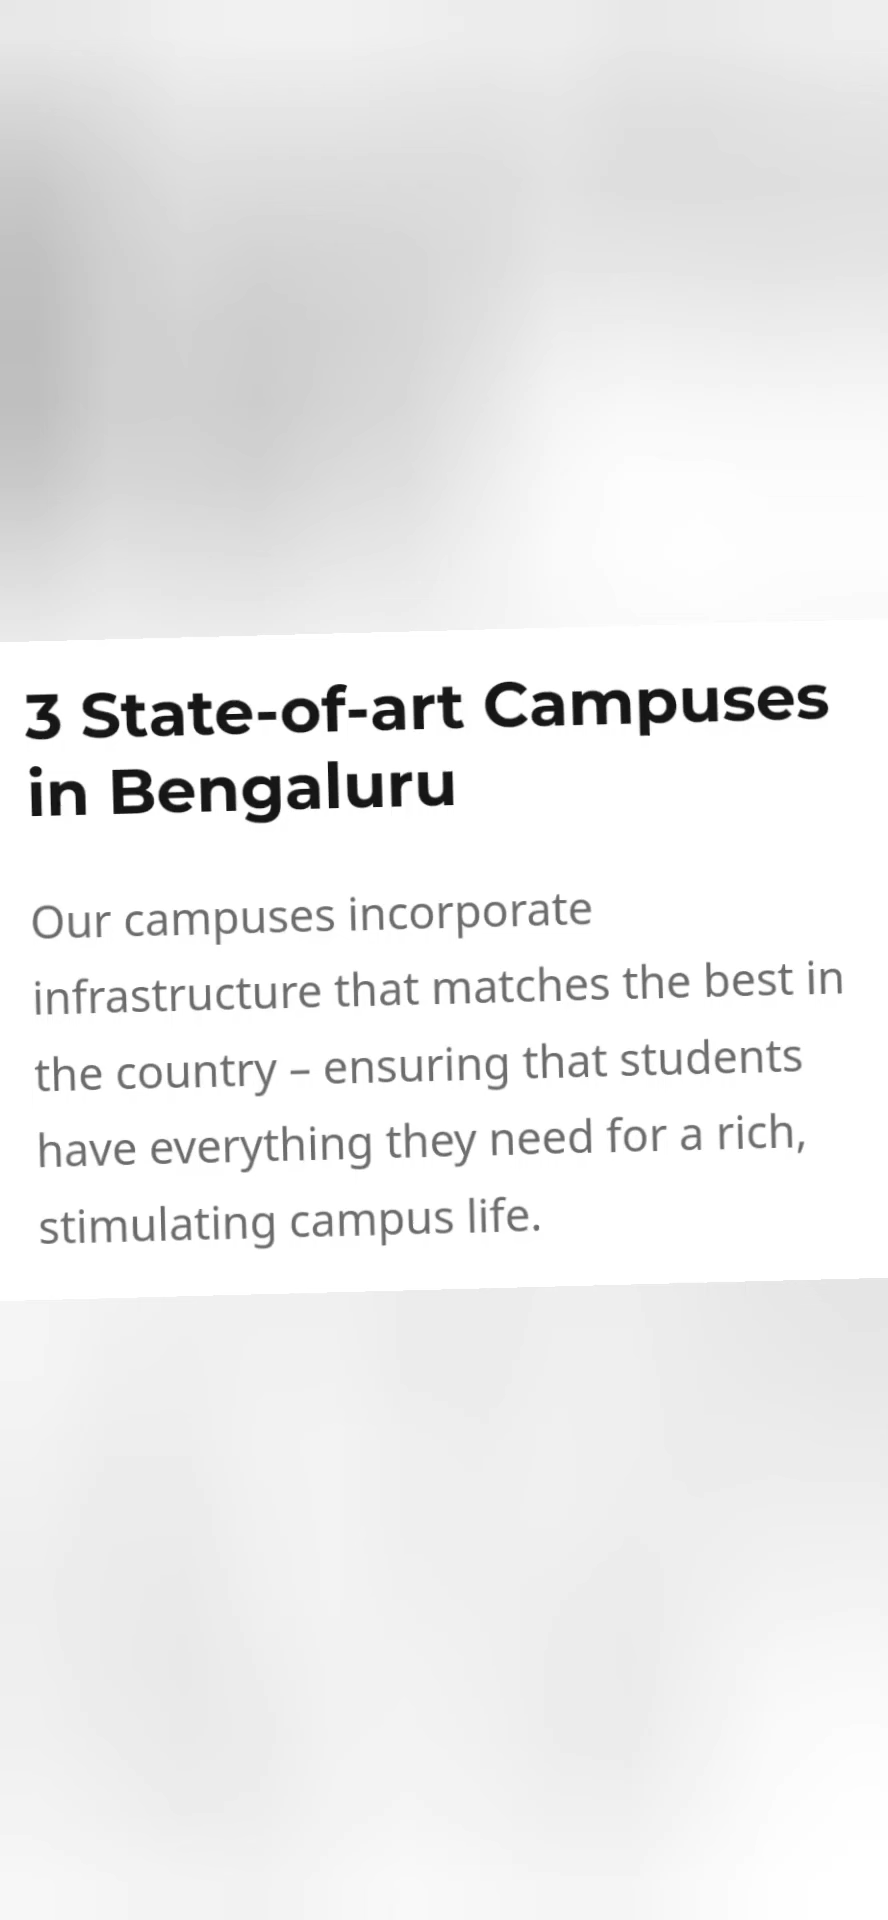 3 State-of-art Campuses
in Bengaluru
Our campuses incorporate
infrastructure that matches the best in
the country – ensuring that students
have everything they need for a rich,
stimulating campus life.